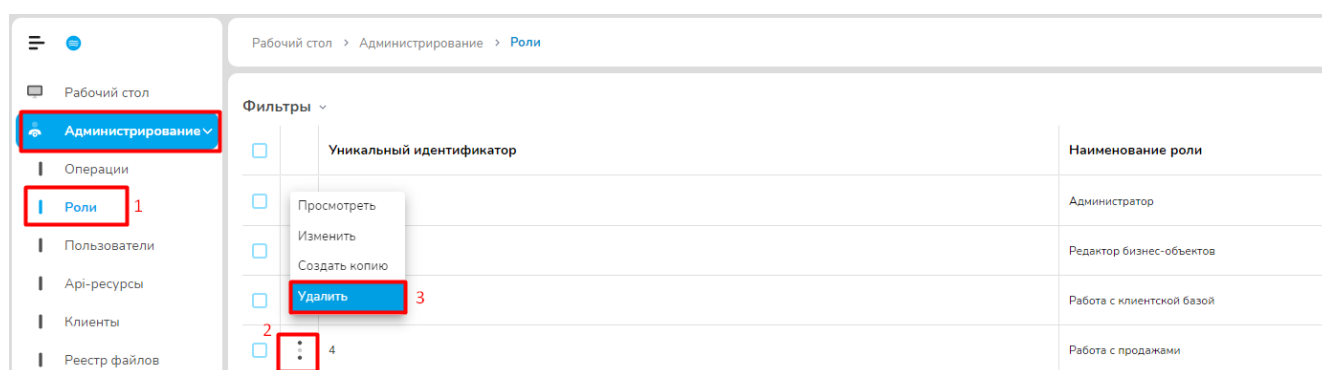 Рабочий стол > Администрирование > Роли
Рабочий стол
Администрирование
Операции
Роли 1
Пользователи
Api-ресурсы
Клиенты
Реестр файлов
Фильтры
Уникальный идентификатор Наименование роли
Администратор
Редактор бизнес-объектов
Работа с клиентской базой
4 Работа с продажами
Просмотреть
Изменить
Создать копию
Удалить 3
2